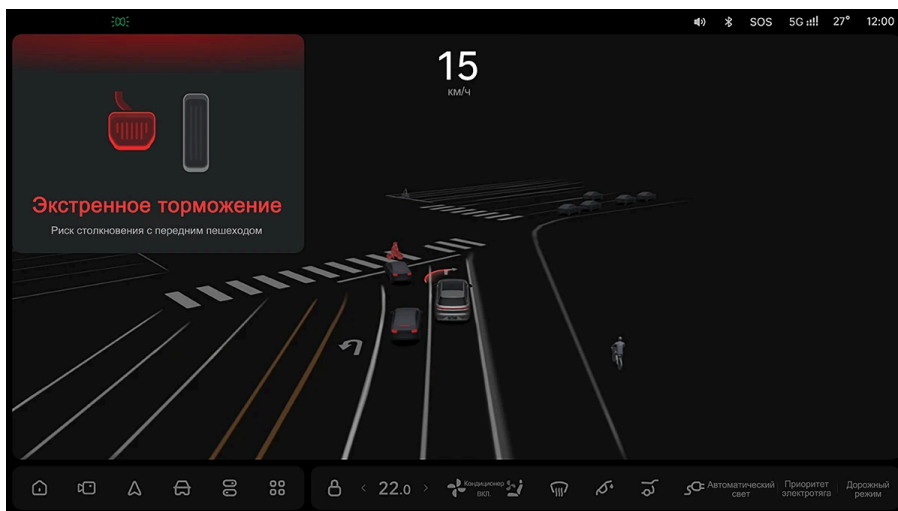 SOS 5G 27° 12:00
15
км/ч
Экстренное торможение
Риск столкновения с передним пешеходом
22.0
Кондиционер
вкл.
Автоматический
свет
Приоритет
электротяга
Дорожный
режим